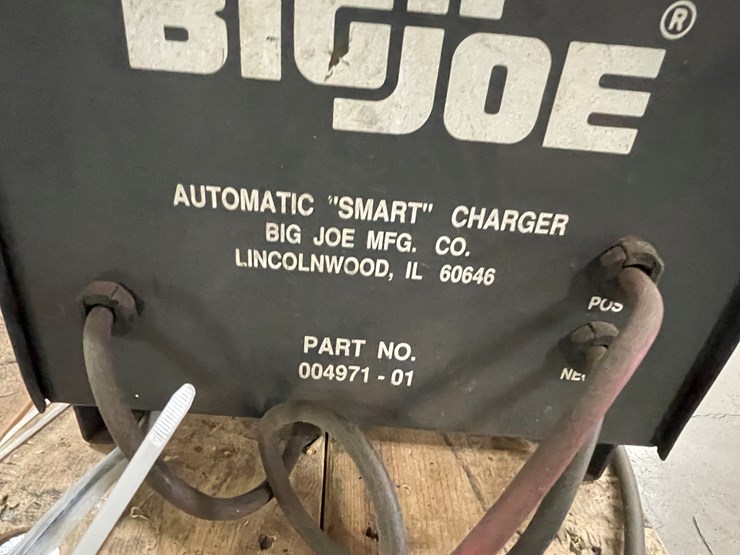 BIG JOE ®
AUTOMATIC "SMART" CHARGER
BIG JOE MFG. CO.
LINCOLNWOOD, IL 60646
POS
PART NO.
004971 - 01